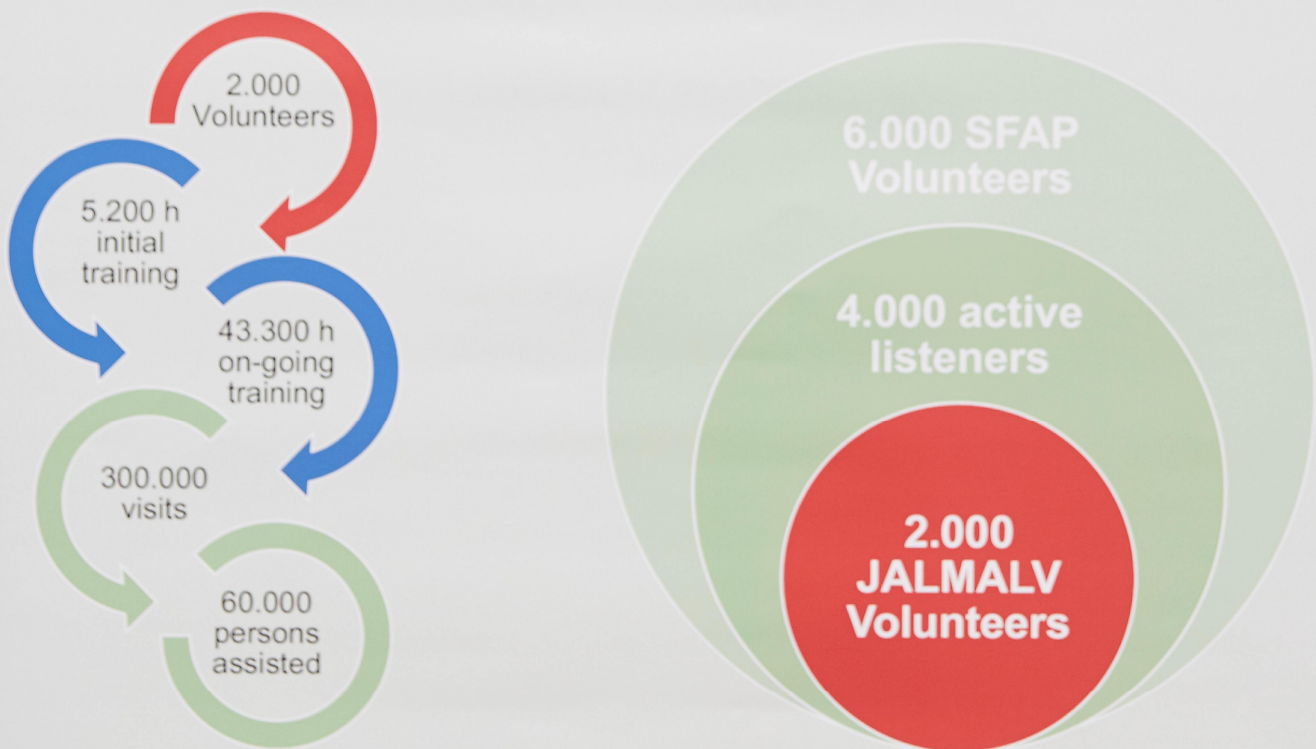 2.000
Volunteers
5.200 h
initial
training
43.300 h
on-going
training
300.000
visits
60.000
persons
assisted
6.000 SFAP
Volunteers
4.000 active
listeners
2.000
JALMALV
Volunteers